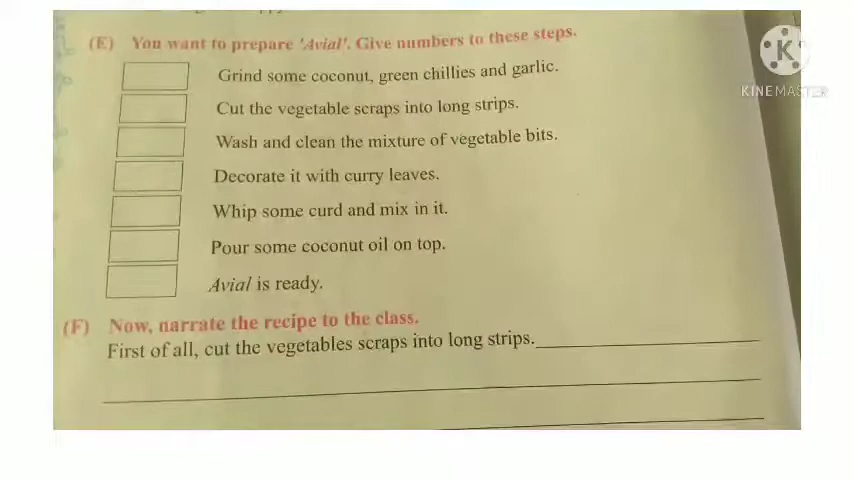 (E) You want to prepare 'Avial'. Give numbers to these steps.
Grind some coconut, green chillies and garlic.
Cut the vegetable scraps into long strips.
Wash and clean the mixture of vegetable bits.
Decorate it with curry leaves.
Whip some curd and mix in it.
Pour some coconut oil on top.
Avial is ready.
(F) Now, narrate the recipe to the class.
First of all, cut the vegetables scraps into long strips.
K
KINEMASTER